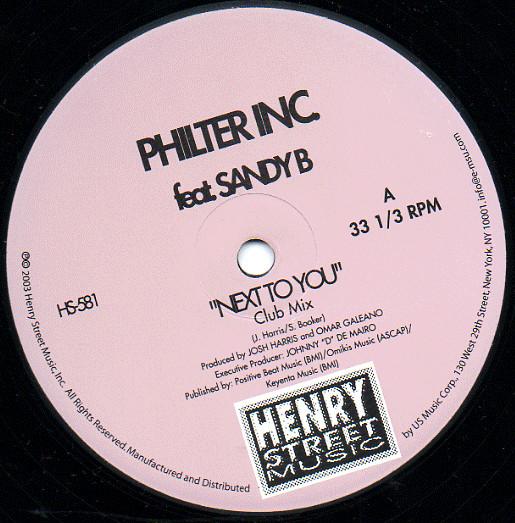 PHILTER INC.
feat. SANDY B
A
33 1/3 RPM
HS-581
"NEXT TO YOU"
Club Mix
(J. Harris/S. Booker)
Produced by JOSH HARRIS and OMAR GALEANO
Executive Producer: JOHNNY "D" DE MAIRO
Published by: Positive Beat Music (BMI)/Omikis Music (ASCAP)/
Keyenta Music (BMI)
HENRY
STREET
MUSIC
℗© 2003 Henry Street Music, Inc. All Rights Reserved. Manufactured and Distributed
by US Music Corp. 130 West 29th Street, New York, NY 10001. info@e-msu.com